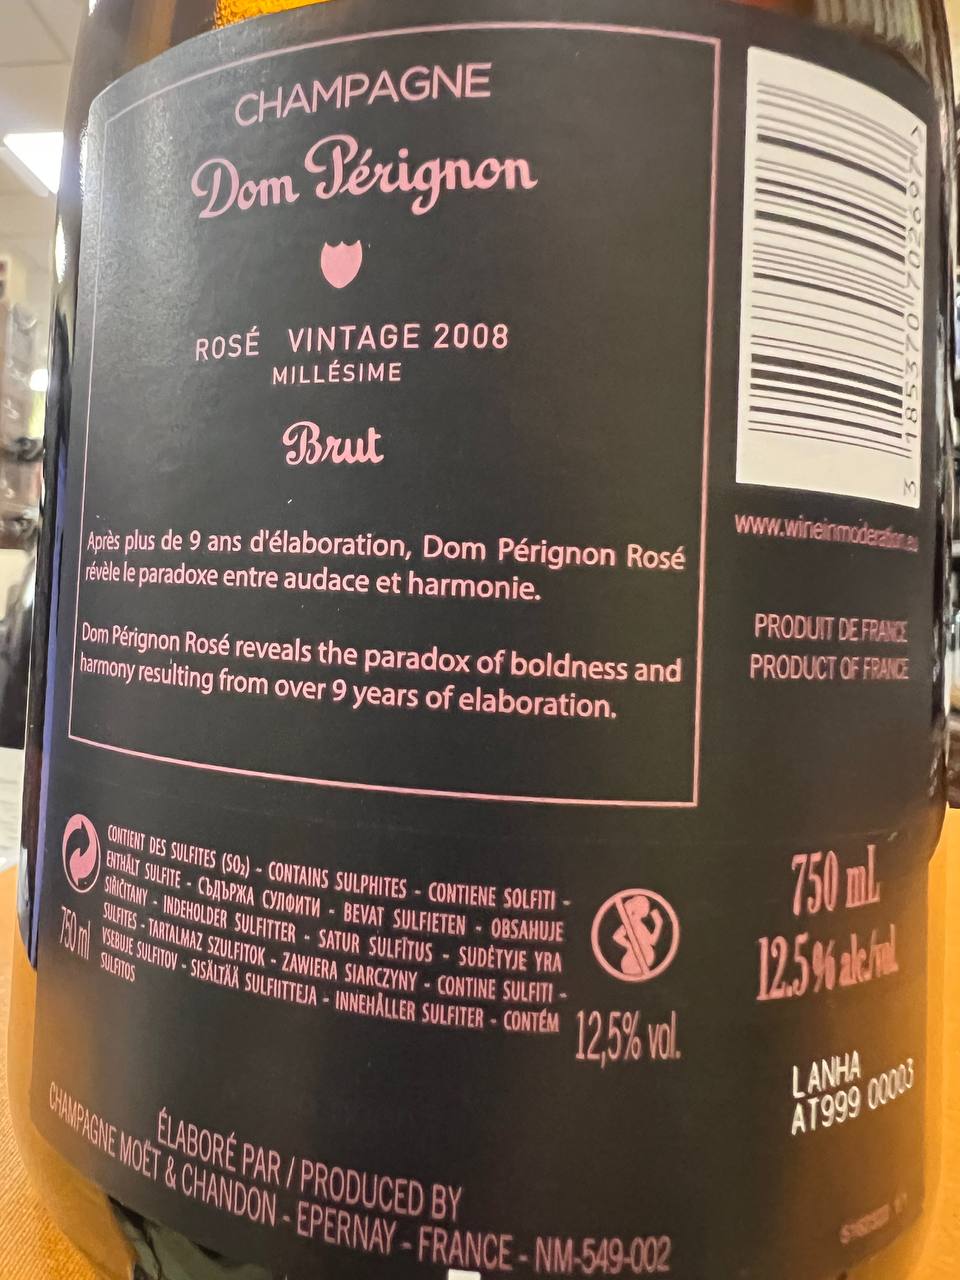 CHAMPAGNE
Dom Pérignon
ROSÉ VINTAGE 2008
MILLÉSIME
Brut
Après plus de 9 ans d'élaboration, Dom Pérignon Rosé
révèle le paradoxe entre audace et harmonie.
Dom Pérignon Rosé reveals the paradox of boldness and
harmony resulting from over 9 years of elaboration.
CONTIENT DES SULFITES (SO₂) - CONTAINS SULPHITES - CONTIENE SOLFITI -
ENTHÄLT SULFITE - СЪДЪРЖА СУЛФИТИ - BEVAT SULFIETEN - OBSAHUJE
SIŘIČITANY - INDEHOLDER SULFITTER - SATUR SULFĪTUS - SUDĖTYJE YRA
SULFITES - TARTALMAZ SZULFITOK - ZAWIERA SIARCZYNY - CONTINE SULFITI -
VSEBUJE SULFITOV - SISÄLTÄÄ SULFIITTEJA - INNEHÅLLER SULFITER - CONTÉM
SULFITOS
750 ml
12,5% vol.
ÉLABORÉ PAR / PRODUCED BY
CHAMPAGNE MOËT & CHANDON - EPERNAY - FRANCE - NM-549-002
3 185370 702697 >
www.wineinmoderation.eu
PRODUIT DE FRANCE
PRODUCT OF FRANCE
750 mL
12.5% alc/vol.
LANHA
AT999 00003